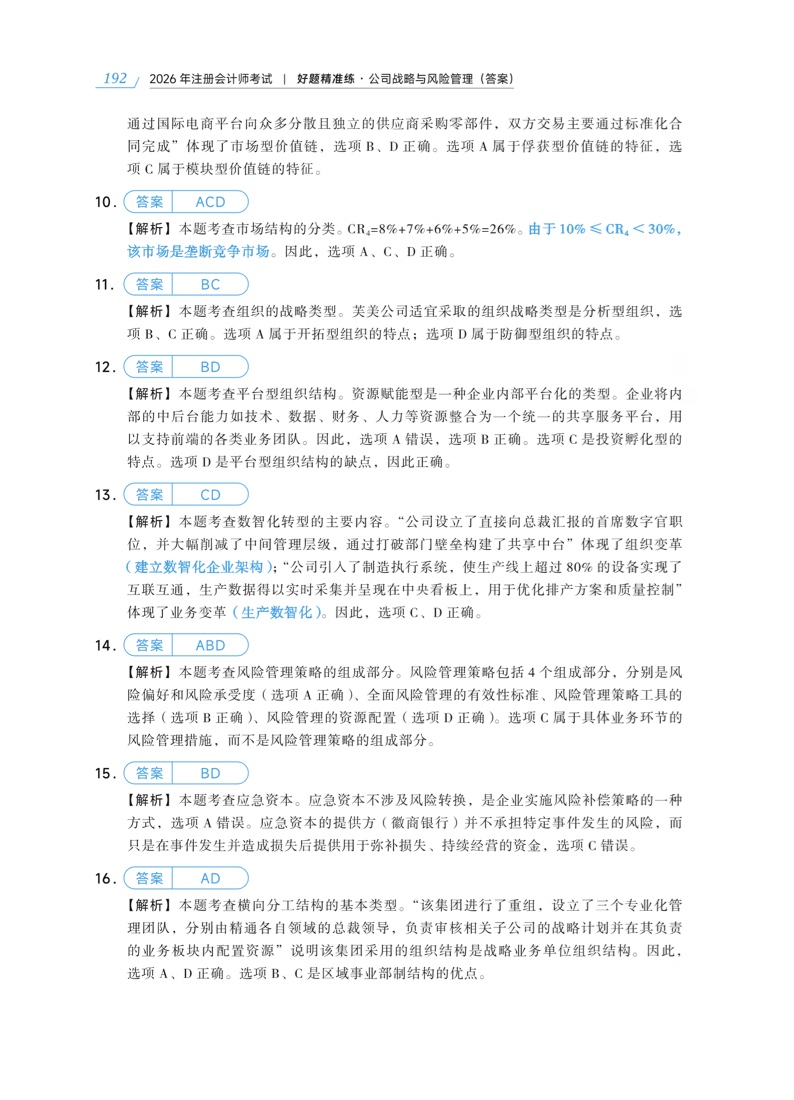 192 2026 年注册会计师考试 | 好题精准练·公司战略与风险管理（答案）
通过国际电商平台向众多分散且独立的供应商采购零部件，双方交易主要通过标准化合
同完成”体现了市场型价值链，选项 B、D 正确。选项 A 属于俘获型价值链的特征，选
项 C 属于模块型价值链的特征。
10. 答案 ACD
【解析】本题考查市场结构的分类。CR₄=8%+7%+6%+5%=26%。由于 10% ≤ CR₄ < 30%，
该市场是垄断竞争市场。因此，选项 A、C、D 正确。
11. 答案 BC
【解析】本题考查组织的战略类型。芙美公司适宜采取的组织战略类型是分析型组织，选
项 B、C 正确。选项 A 属于开拓型组织的特点；选项 D 属于防御型组织的特点。
12. 答案 BD
【解析】本题考查平台型组织结构。资源赋能型是一种企业内部平台化的类型。企业将内
部的中后台能力如技术、数据、财务、人力等资源整合为一个统一的共享服务平台，用
以支持前端的各类业务团队。因此，选项 A 错误，选项 B 正确。选项 C 是投资孵化型的
特点。选项 D 是平台型组织结构的缺点，因此正确。
13. 答案 CD
【解析】本题考查数智化转型的主要内容。“公司设立了直接向总裁汇报的首席数字官职
位，并大幅削减了中间管理层级，通过打破部门壁垒构建了共享中台”体现了组织变革
（建立数智化企业架构）；“公司引入了制造执行系统，使生产线上超过 80% 的设备实现了
互联互通，生产数据得以实时采集并呈现在中央看板上，用于优化排产方案和质量控制”
体现了业务变革（生产数智化）。因此，选项 C、D 正确。
14. 答案 ABD
【解析】本题考查风险管理策略的组成部分。风险管理策略包括 4 个组成部分，分别是风
险偏好和风险承受度（选项 A 正确）、全面风险管理的有效性标准、风险管理策略工具的
选择（选项 B 正确）、风险管理的资源配置（选项 D 正确）。选项 C 属于具体业务环节的
风险管理措施，而不是风险管理策略的组成部分。
15. 答案 BD
【解析】本题考查应急资本。应急资本不涉及风险转换，是企业实施风险补偿策略的一种
方式，选项 A 错误。应急资本的提供方（徽商银行）并不承担特定事件发生的风险，而
只是在事件发生并造成损失后提供用于弥补损失、持续经营的资金，选项 C 错误。
16. 答案 AD
【解析】本题考查横向分工结构的基本类型。“该集团进行了重组，设立了三个专业化管
理团队，分别由精通各自领域的总裁领导，负责审核相关子公司的战略计划并在其负责
的业务板块内配置资源”说明该集团采用的组织结构是战略业务单位组织结构。因此，
选项 A、D 正确。选项 B、C 是区域事业部制结构的优点。